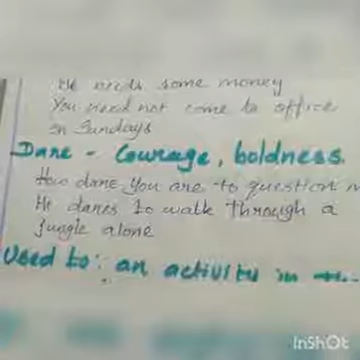 He needs some money
You need not come to office
on Sundays
Dare - Courage, boldness.
How dare you are to question
He dares to walk through a
jungle alone
Used to: an activity in
InShOt